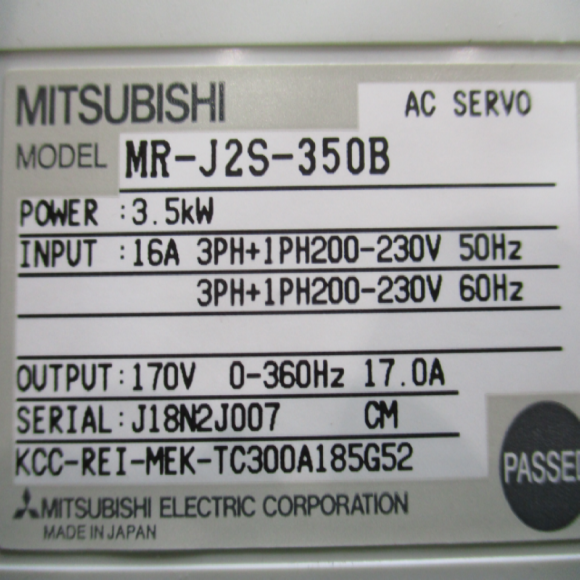 MITSUBISHI AC SERVO
MODEL MR-J2S-350B
POWER :3.5kW
INPUT :16A 3PH+1PH200-230V 50Hz
3PH+1PH200-230V 60Hz
OUTPUT:170V 0-360Hz 17.0A
SERIAL:J18N2J007 CM
KCC-REI-MEK-TC300A185G52
PASSED
MITSUBISHI ELECTRIC CORPORATION
MADE IN JAPAN